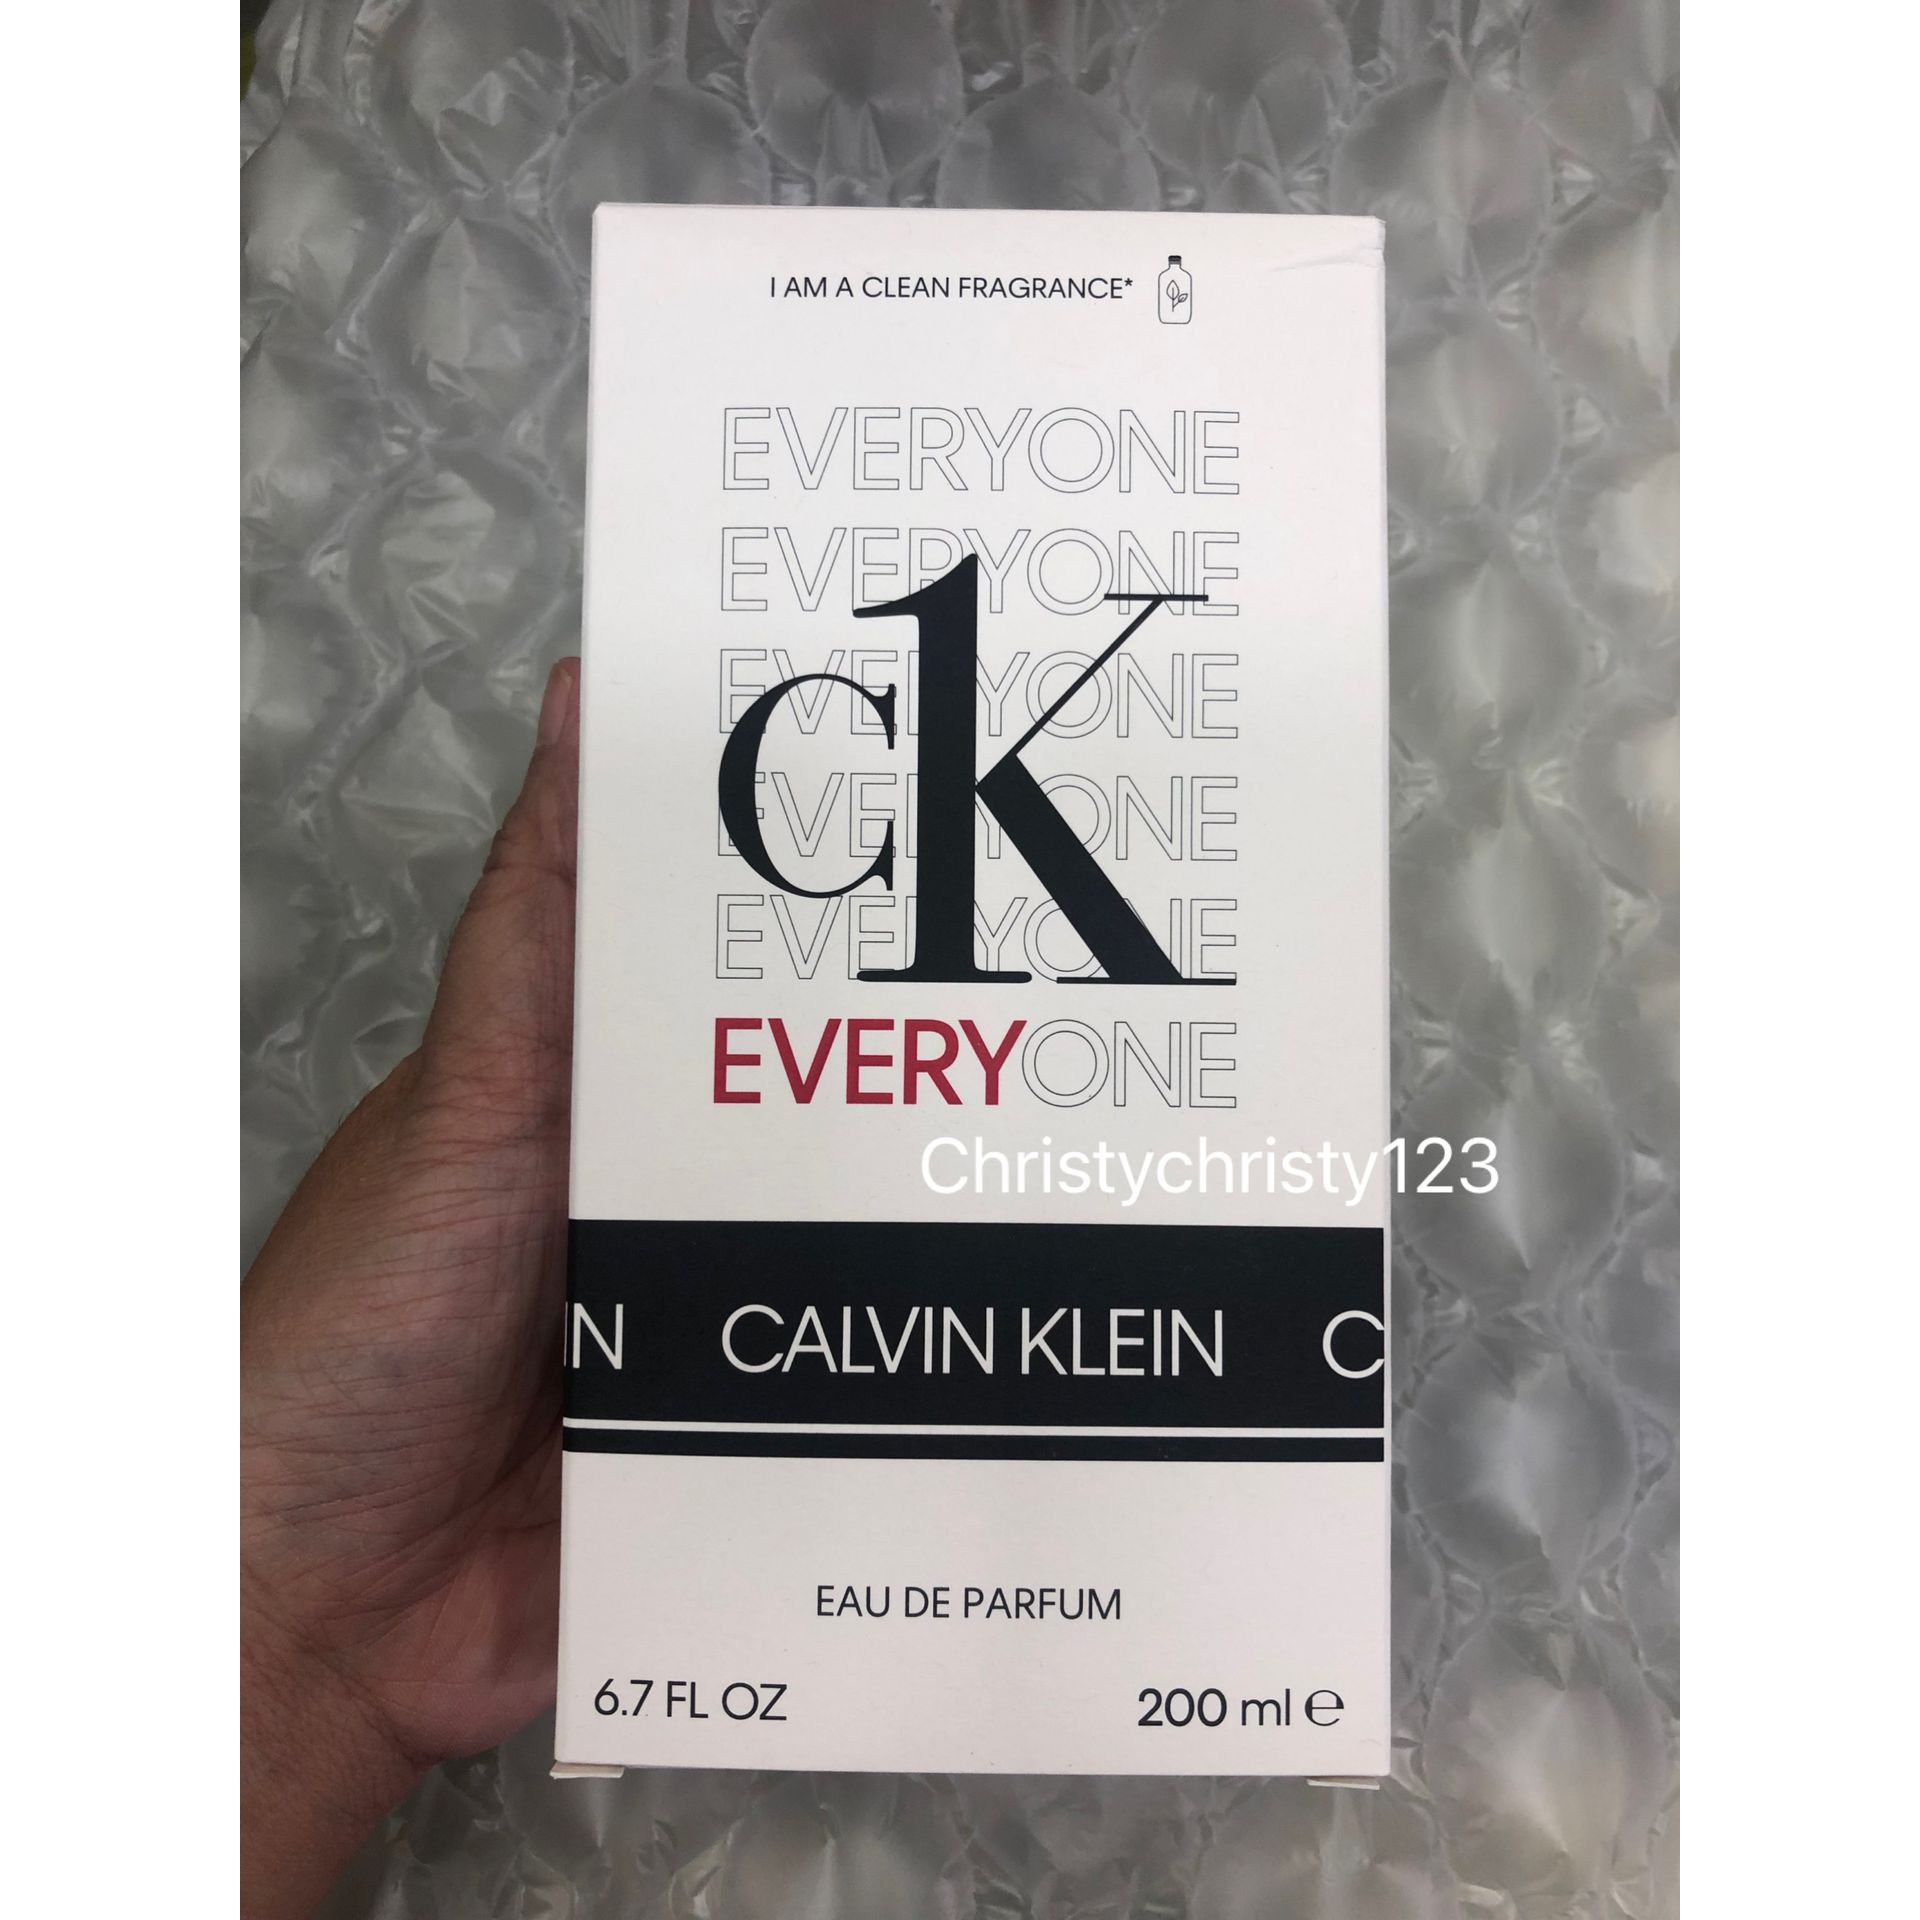 I AM A CLEAN FRAGRANCE*
EVERYONE
EVERYONE
EVERYONE
EVERYONE
EVERYONE
cK
EVERYONE
Christychristy123
IN CALVIN KLEIN C
EAU DE PARFUM
6.7 FL OZ 200 ml ℮